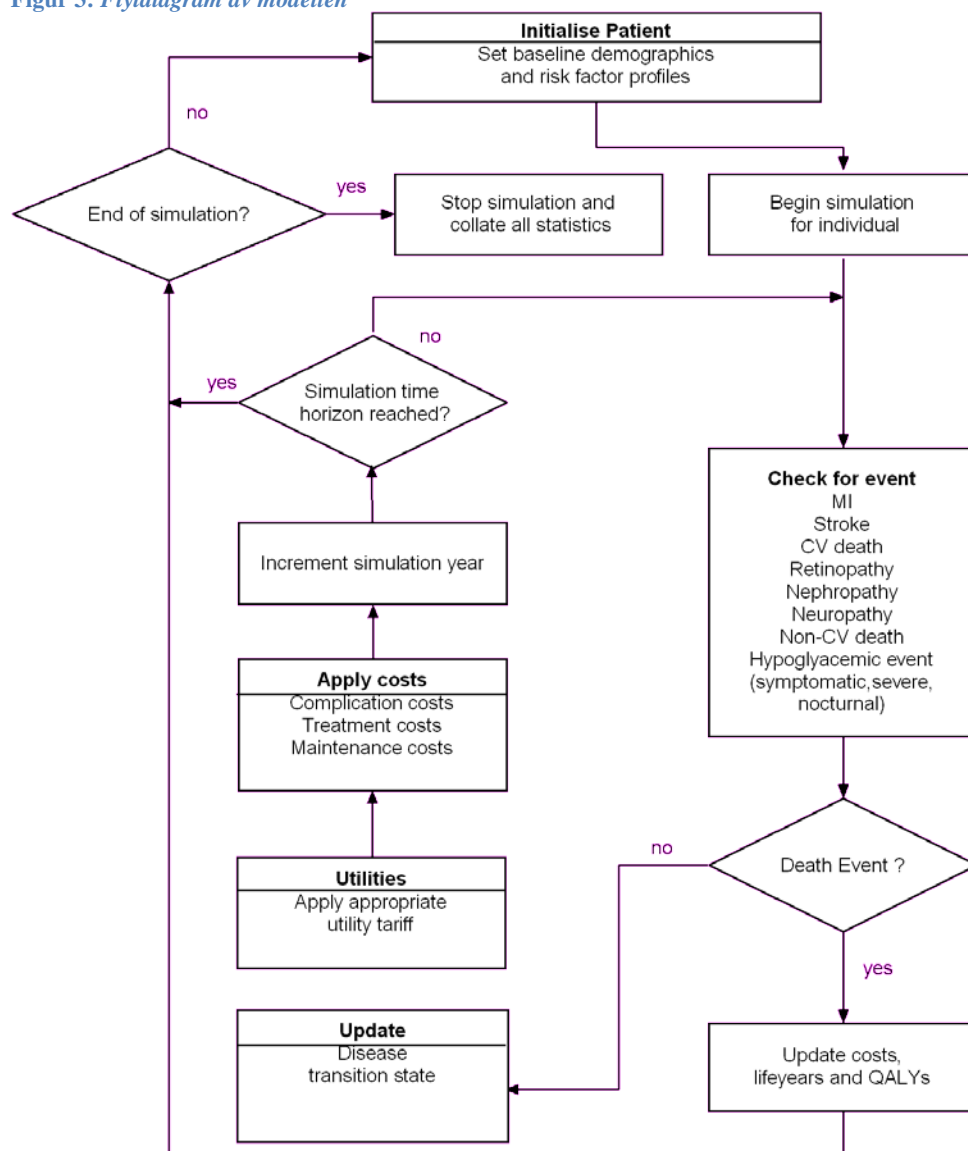 Figur 3. Flytdiagram av modellen
Initialise Patient
Set baseline demographics
and risk factor profiles
no
End of simulation?
yes
Stop simulation and
collate all statistics
Begin simulation
for individual
no
yes
Simulation time
horizon reached?
Check for event
MI
Stroke
CV death
Retinopathy
Nephropathy
Neuropathy
Non-CV death
Hypoglyacemic event
(symptomatic,severe,
nocturnal)
Increment simulation year
Apply costs
Complication costs
Treatment costs
Maintenance costs
no
Death Event ?
Utilities
Apply appropriate
utility tariff
yes
Update
Disease
transition state
Update costs,
lifeyears and QALYs